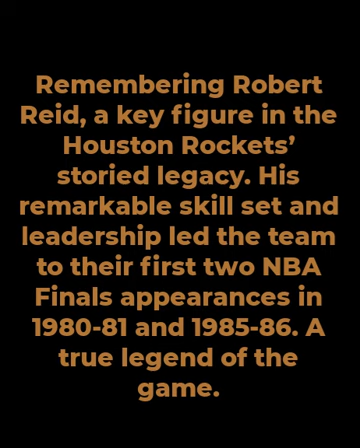 Remembering Robert
Reid, a key figure in the
Houston Rockets’
storied legacy. His
remarkable skill set and
leadership led the team
to their first two NBA
Finals appearances in
1980-81 and 1985-86. A
true legend of the
game.